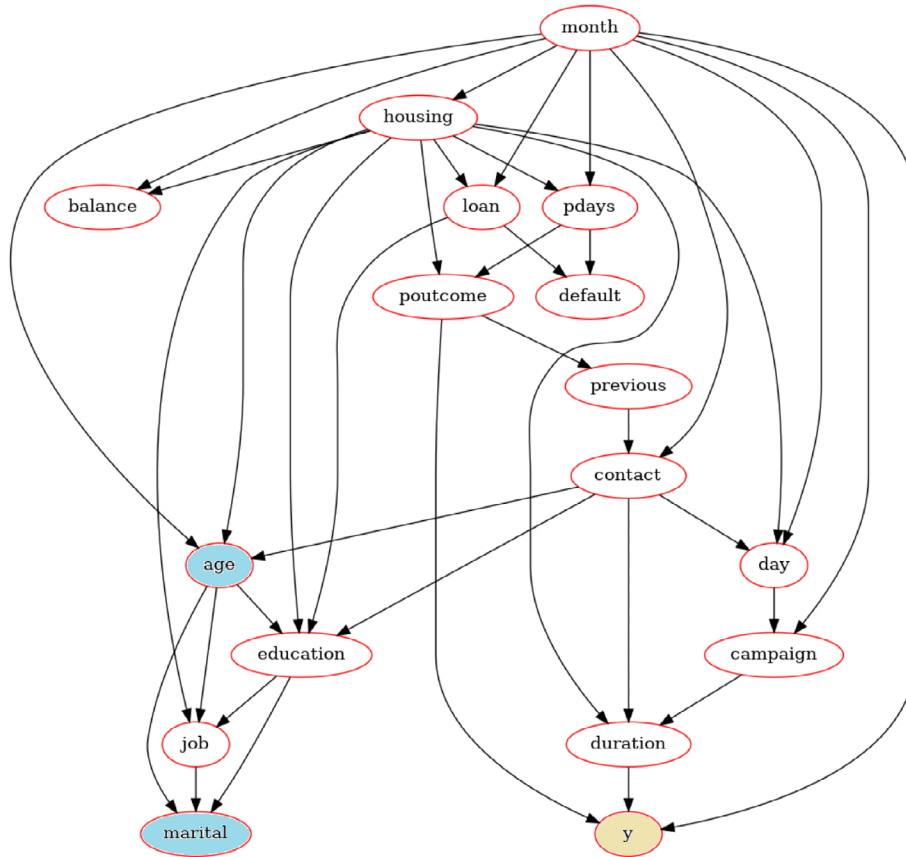 month
housing
balance
loan
pdays
poutcome
default
previous
contact
age
day
education
campaign
job
duration
marital
y